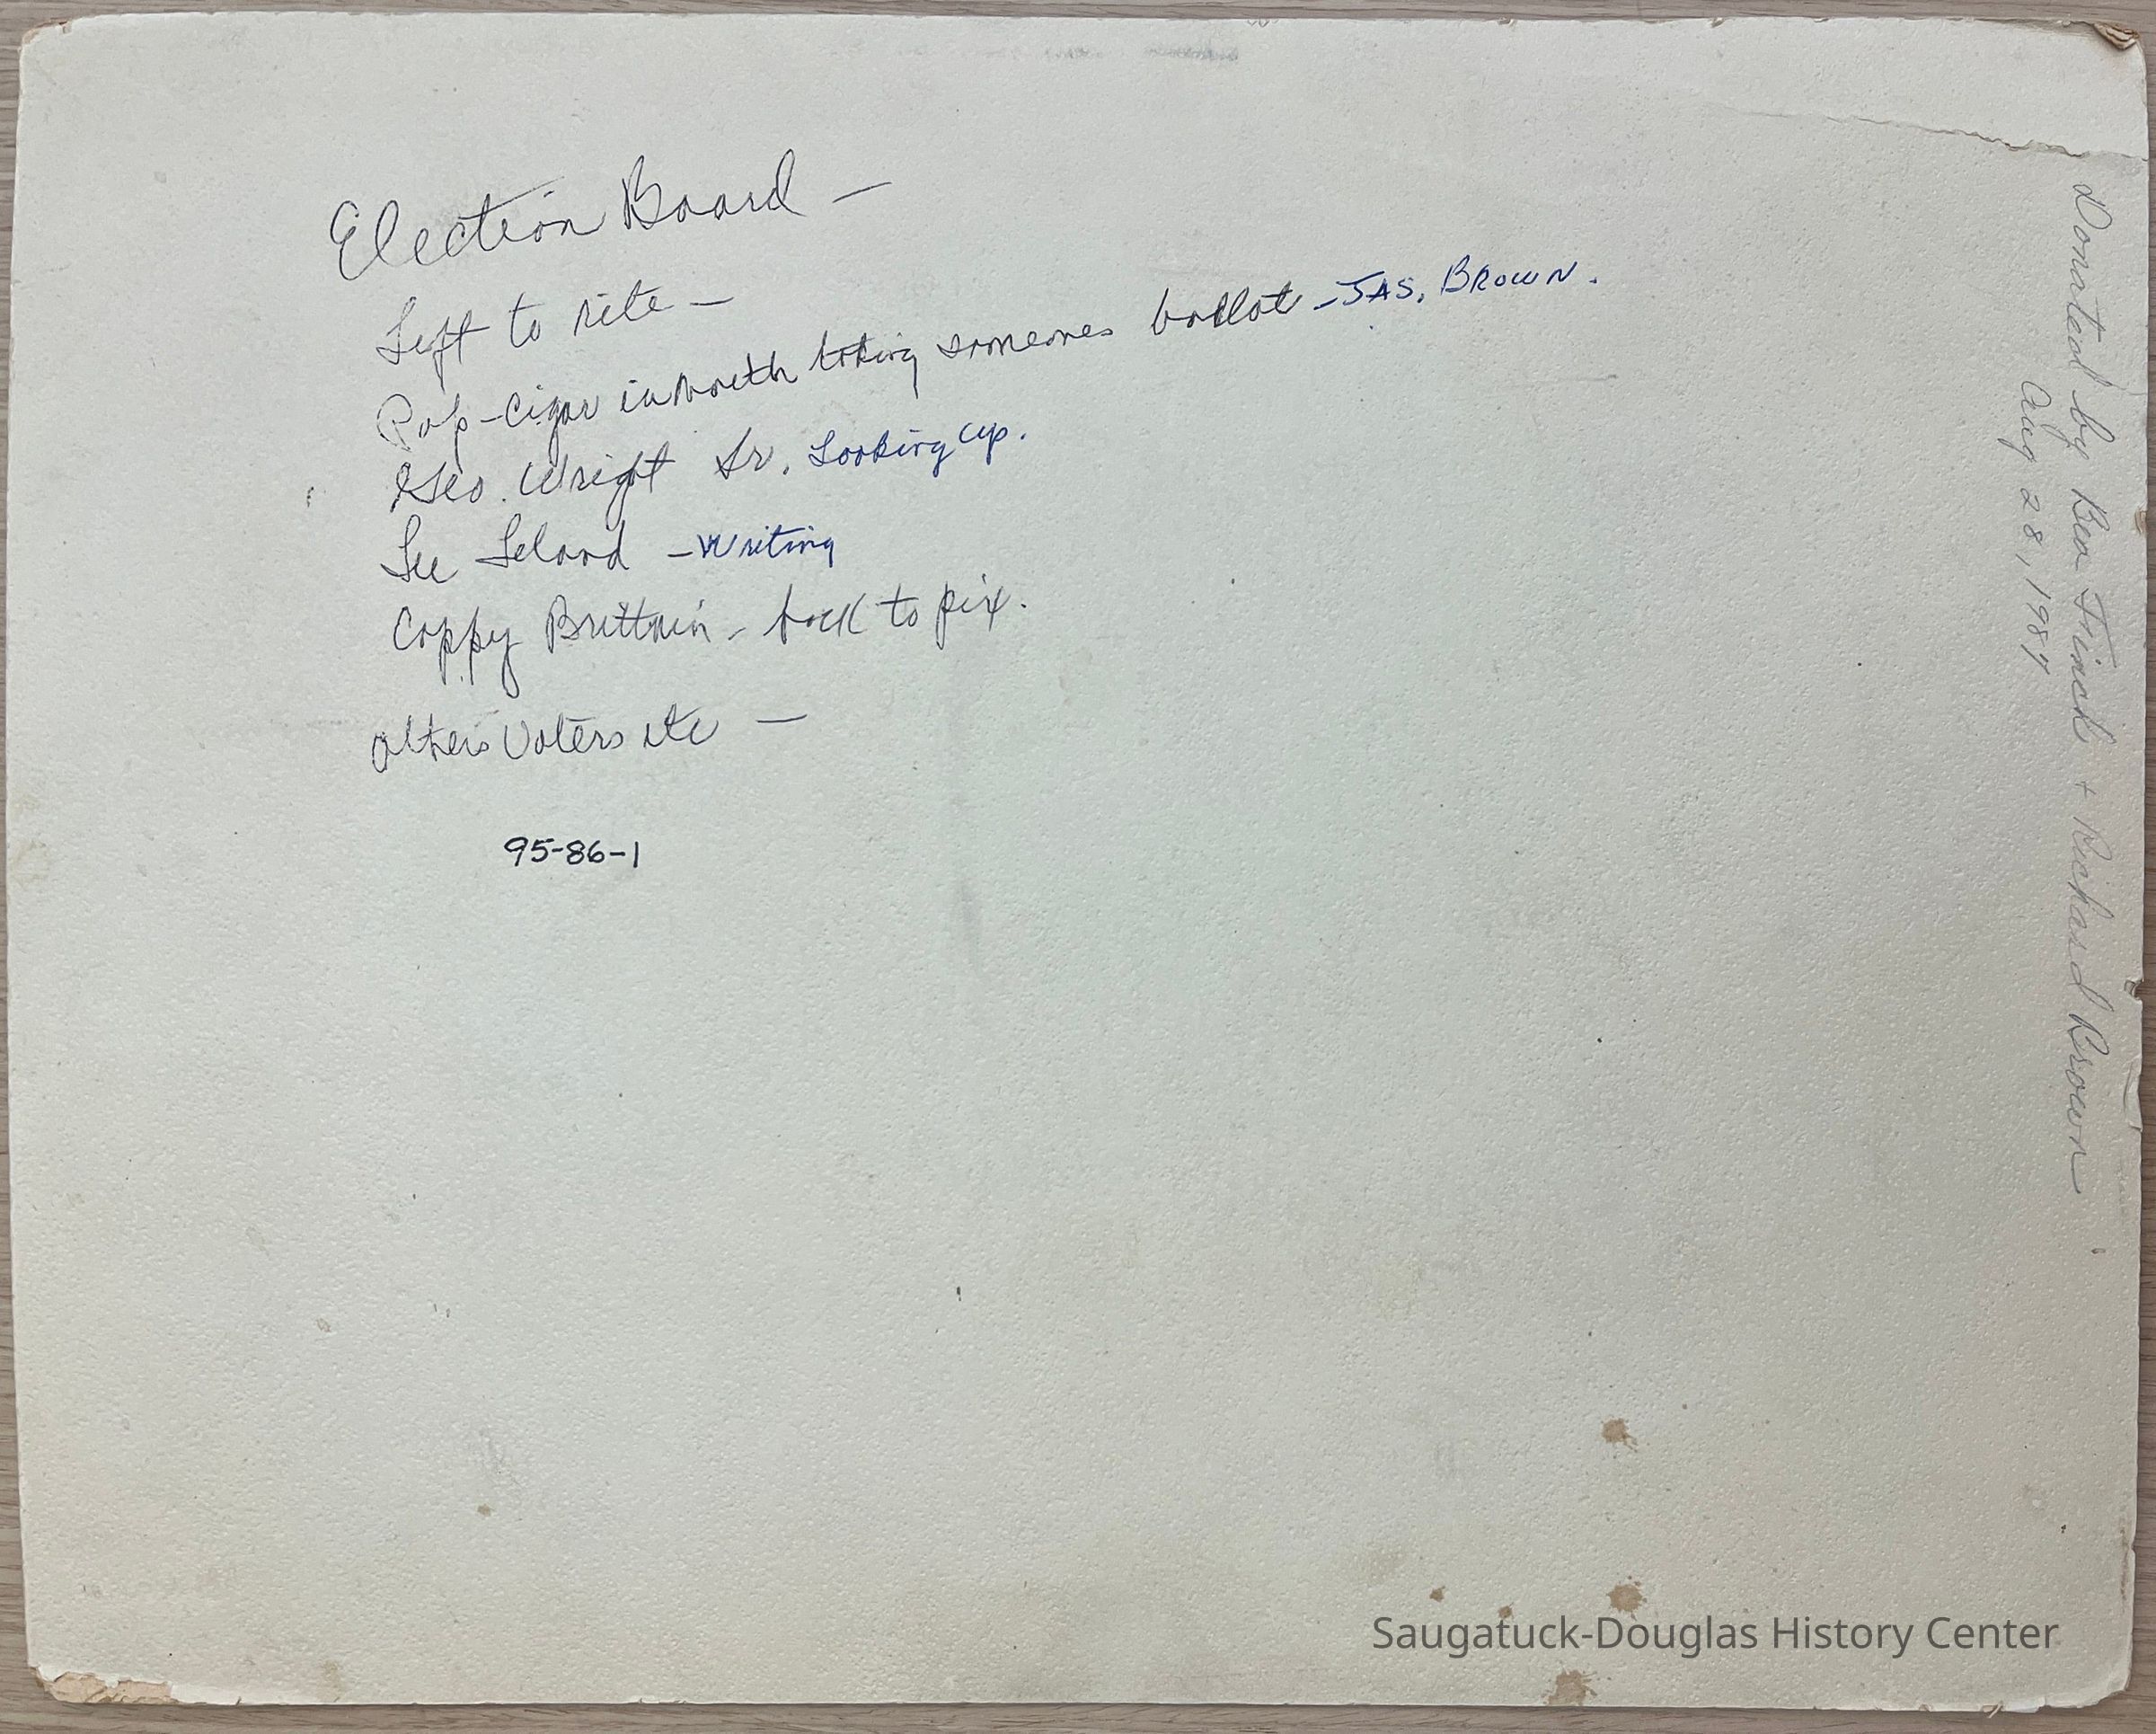 Election Board —
Left to rite —
Pop - Cigar in mouth taking someones ballot - JAS. BROWN.
Geo. Wright Sr. Looking up.
Lee Leland - Writing
Cappy Brittain - back to pix.
others Voters etc —
95-86-1
Donated by Bea Frinck + Richard Brown
Aug 28, 1987
Saugatuck-Douglas History Center